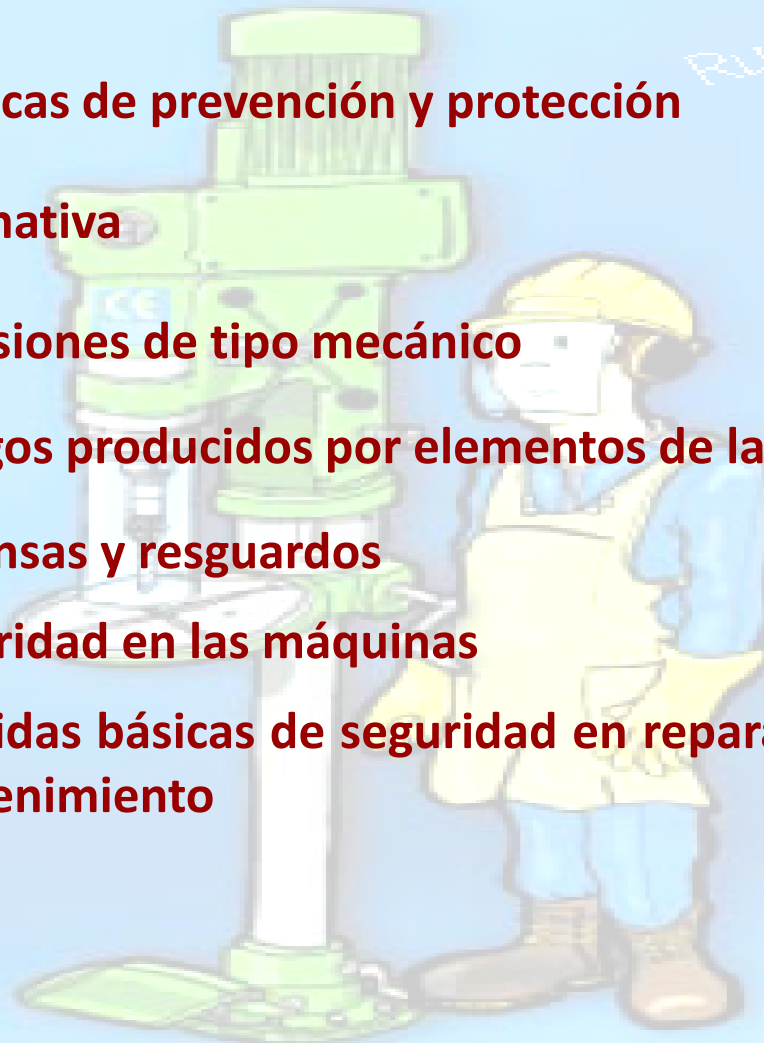 cas de prevención y protección
nativa
siones de tipo mecánico
gos producidos por elementos de la
nsas y resguardos
ridad en las máquinas
idas básicas de seguridad en repara
enimiento
CE